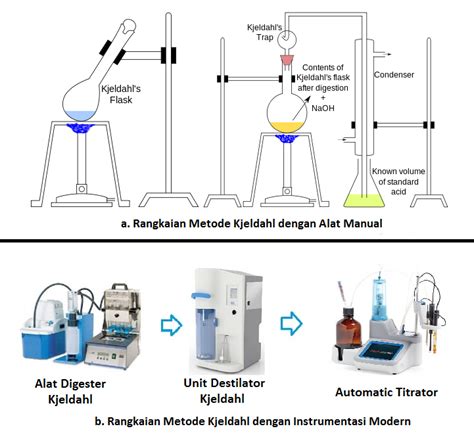 Kjeldahl's
Flask
Kjeldahl's
Trap
Contents of
Kjeldahl's flask
after digestion
+
NaOH
Condenser
Known volume
of standard
acid
a. Rangkaian Metode Kjeldahl dengan Alat Manual
Alat Digester
Kjeldahl
Unit Destilator
Kjeldahl
Automatic Titrator
b. Rangkaian Metode Kjeldahl dengan Instrumentasi Modern